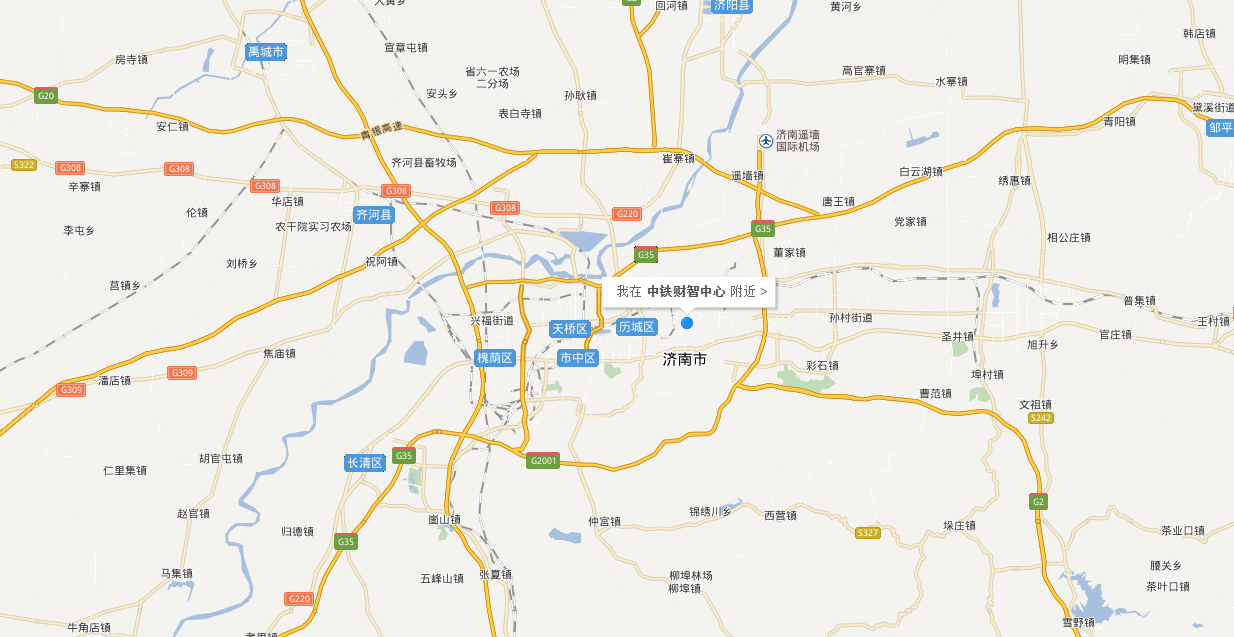 回河镇
济阳县
黄河乡
韩店镇
禹城市
宣章屯镇
房寺镇
明集镇
省六一农场
二分场
高官寨镇
水寨镇
G20
安头乡
孙耿镇
黛溪街道
表白寺镇
青阳镇
邹平
安仁镇
青银高速
济南遥墙
国际机场
S322
G308
G308
齐河县畜牧场
崔寨镇
白云湖镇
遥墙镇
绣惠镇
辛寨镇
G308
G308
华店镇
唐王镇
伦镇
齐河县
G308
G220
党家镇
农干院实习农场
李屯乡
G35
相公庄镇
刘桥乡
祝阿镇
G35
董家镇
莒镇乡
我在 中铁财智中心 附近 >
普集镇
兴福街道
天桥区
历城区
孙村街道
王村镇
圣井镇
官庄镇
旭升乡
焦庙镇
槐荫区
市中区
济南市
彩石镇
G309
潘店镇
埠村镇
G309
曹范镇
文祖镇
S242
胡官屯镇
长清区
G35
G2001
仁里集镇
G2
赵官镇
崮山镇
仲宫镇
锦绣川乡
西营镇
垛庄镇
归德镇
S327
茶业口镇
G35
腰关乡
马集镇
五峰山镇
张夏镇
柳埠林场
柳埠镇
茶叶口镇
G220
牛角店镇
雪野镇